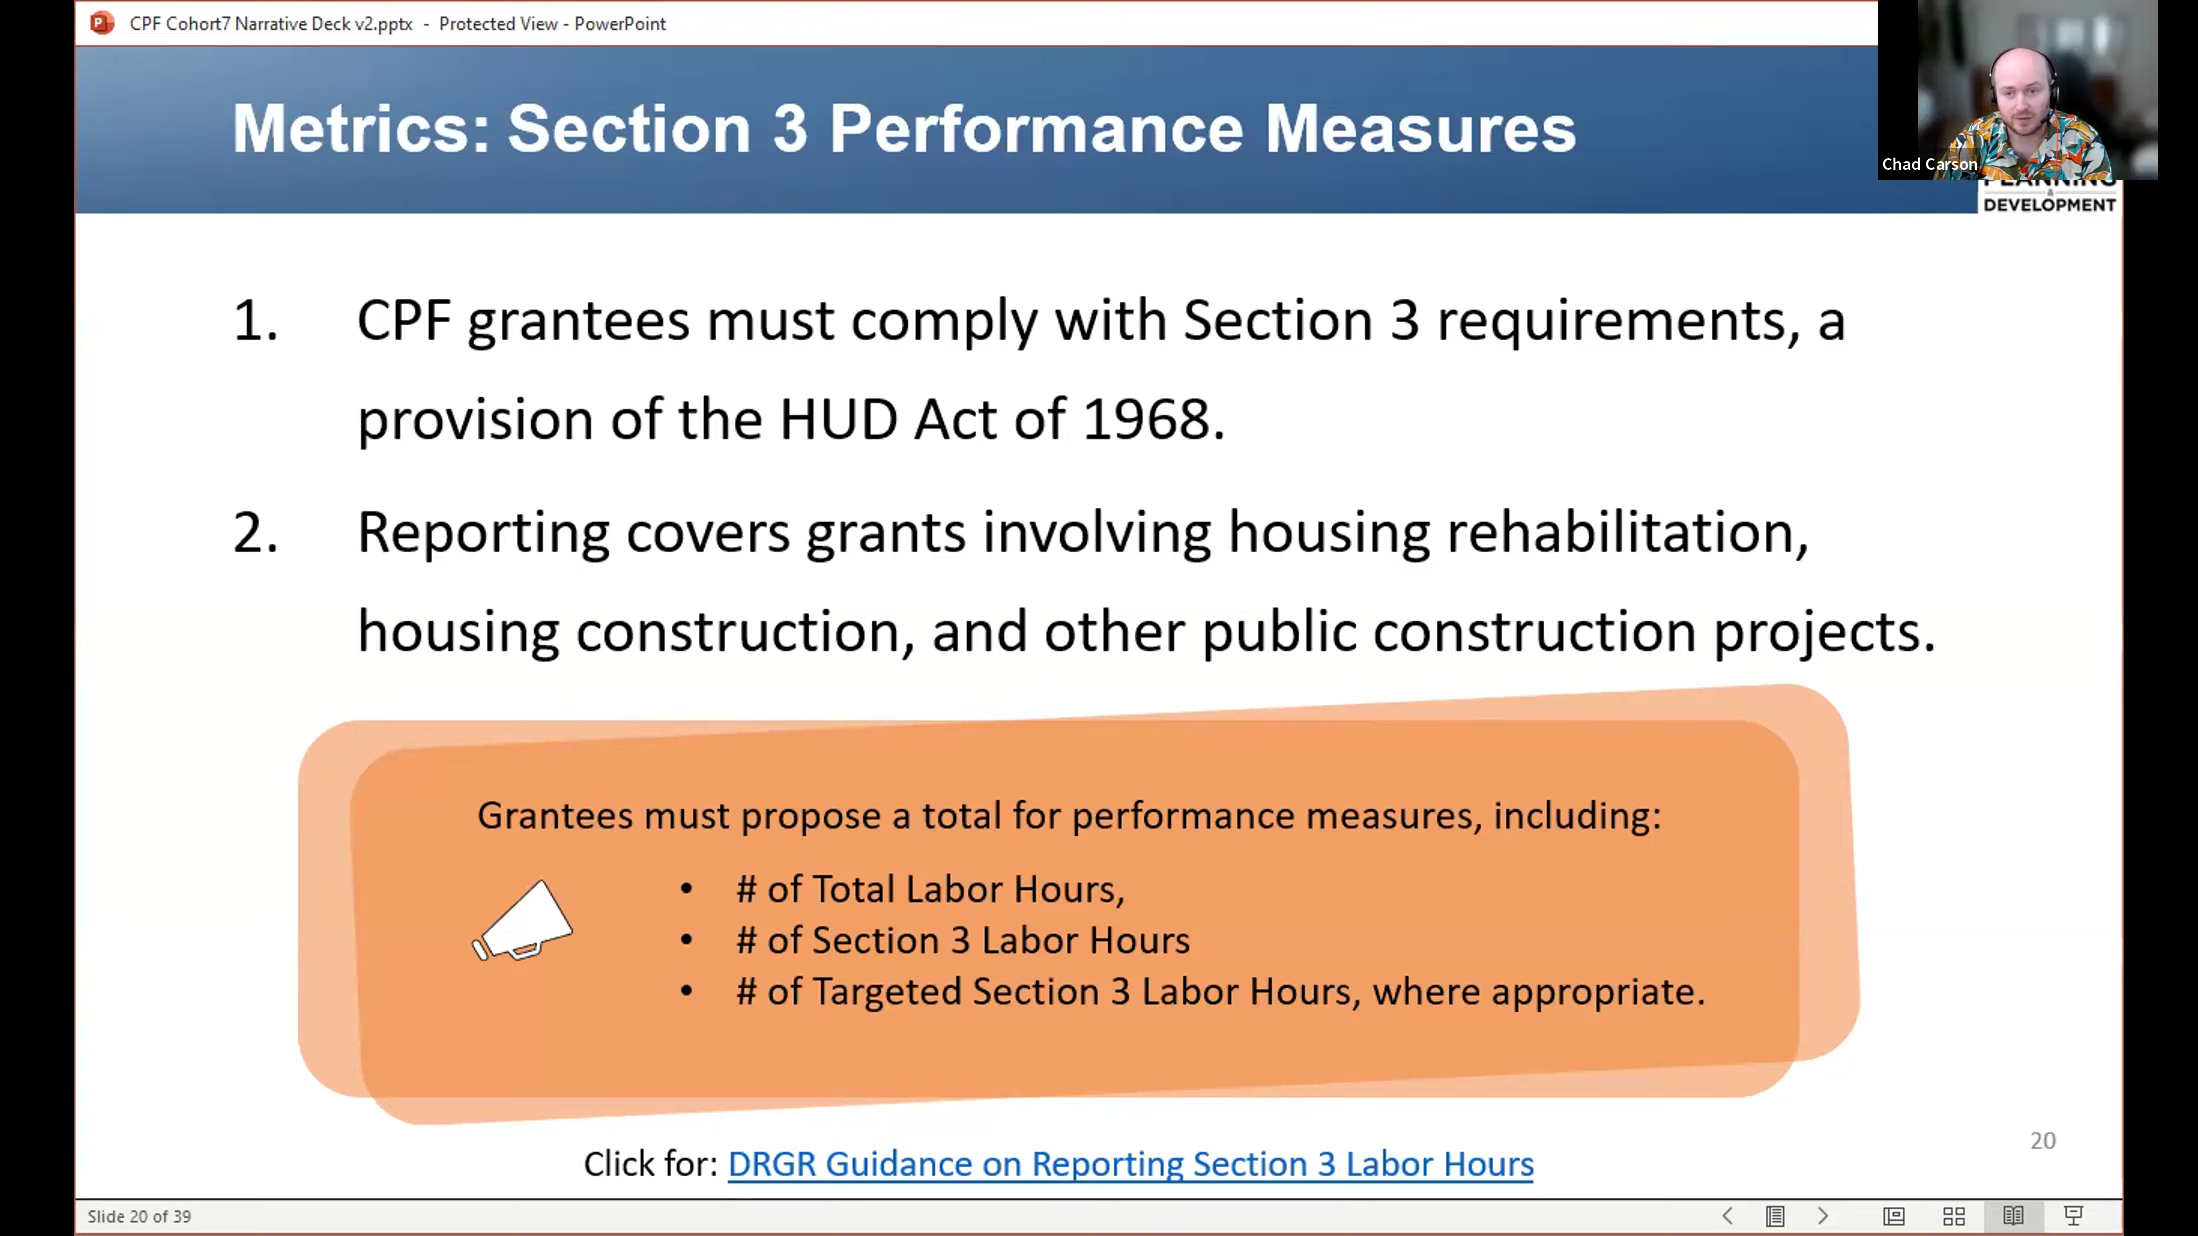 CPF Cohort7 Narrative Deck v2.pptx - Protected View - PowerPoint
Metrics: Section 3 Performance Measures
Chad Carson
PLANNING
&
DEVELOPMENT
1. CPF grantees must comply with Section 3 requirements, a
provision of the HUD Act of 1968.
2. Reporting covers grants involving housing rehabilitation,
housing construction, and other public construction projects.
Grantees must propose a total for performance measures, including:
• # of Total Labor Hours,
• # of Section 3 Labor Hours
• # of Targeted Section 3 Labor Hours, where appropriate.
20
Click for: DRGR Guidance on Reporting Section 3 Labor Hours
Slide 20 of 39